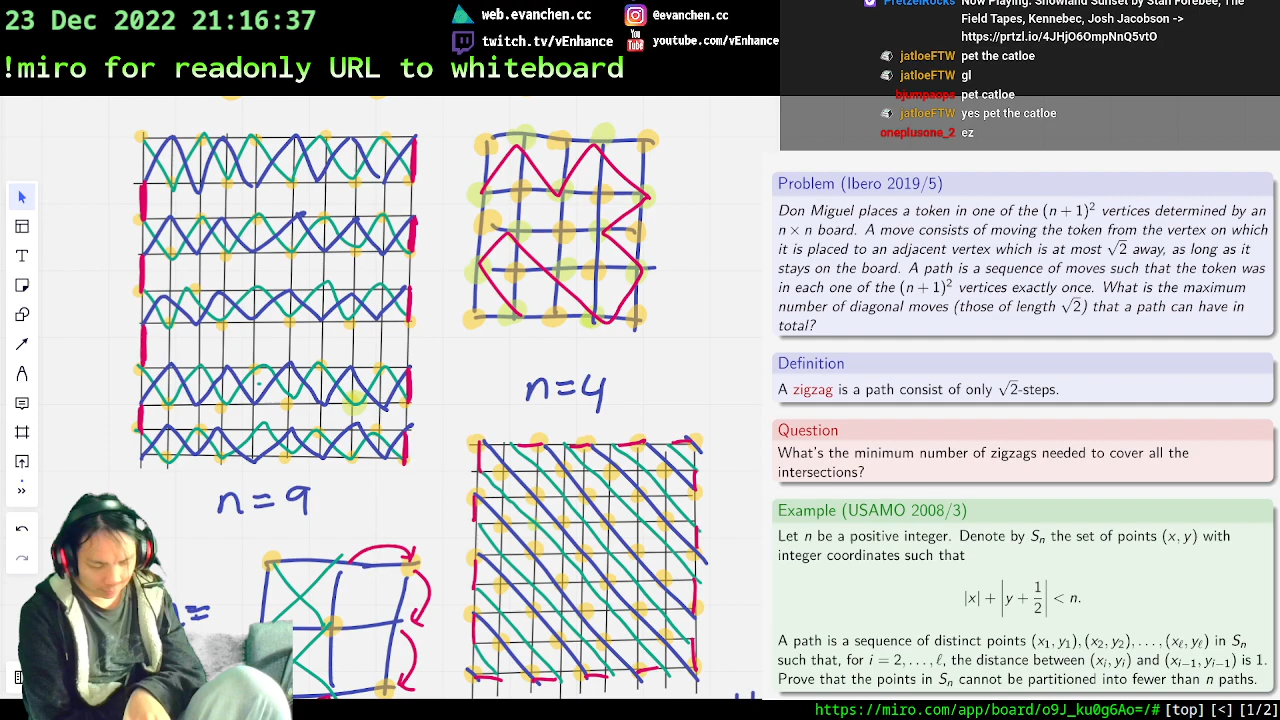 23 Dec 2022 21:16:37
!miro for readonly URL to whiteboard
web.evanchen.cc
@evanchen.cc
twitch.tv/vEnhance
You Tube
youtube.com/vEnhance
Field Tapes, Kennebec, Josh Jacobson ->
https://prtzl.io/4JHjO6OmpNnQ5vtO
jatloeFTW pet the catloe
jatloeFTW gl
pet catloe
jatloeFTW yes pet the catloe
oneplusone_2 ez
n=9
n=4
Problem (Ibero 2019/5)
Don Miguel places a token in one of the (n+1)² vertices determined by an
n × n board. A move consists of moving the token from the vertex on which
it is placed to an adjacent vertex which is at most √2 away, as long as it
stays on the board. A path is a sequence of moves such that the token was
in each one of the (n+1)² vertices exactly once. What is the maximum
number of diagonal moves (those of length √2) that a path can have in
total?
Definition
A zigzag is a path consist of only √2-steps.
Question
What's the minimum number of zigzags needed to cover all the
intersections?
Example (USAMO 2008/3)
Let n be a positive integer. Denote by Sₙ the set of points (x, y) with
integer coordinates such that
|x| + |y + 1/2| < n.
A path is a sequence of distinct points (x₁, y₁), (x₂, y₂), . . . , (xℓ, yℓ) in Sₙ
such that, for i = 2, . . . , ℓ, the distance between (xᵢ, yᵢ) and (xᵢ₋₁, yᵢ₋₁) is 1.
Prove that the points in Sₙ cannot be partitioned into fewer than n paths.
https://miro.com/app/board/o9J_ku0g6Ao=/# [top] [<] [1/2]